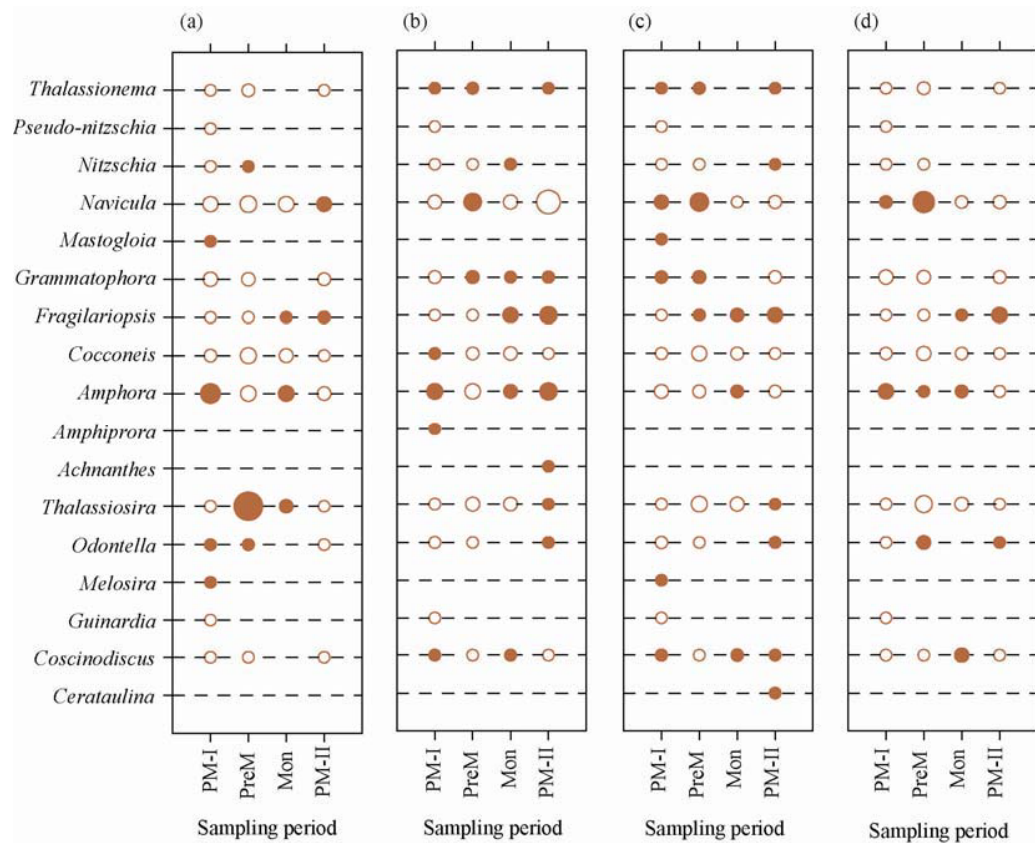 (a) (b) (c) (d)
Thalassionema
Pseudo-nitzschia
Nitzschia
Navicula
Mastogloia
Grammatophora
Fragilariopsis
Cocconeis
Amphora
Amphiprora
Achnanthes
Thalassiosira
Odontella
Melosira
Guinardia
Coscinodiscus
Cerataulina
PM-I PreM Mon PM-II PM-I PreM Mon PM-II PM-I PreM Mon PM-II PM-I PreM Mon PM-II
Sampling period Sampling period Sampling period Sampling period